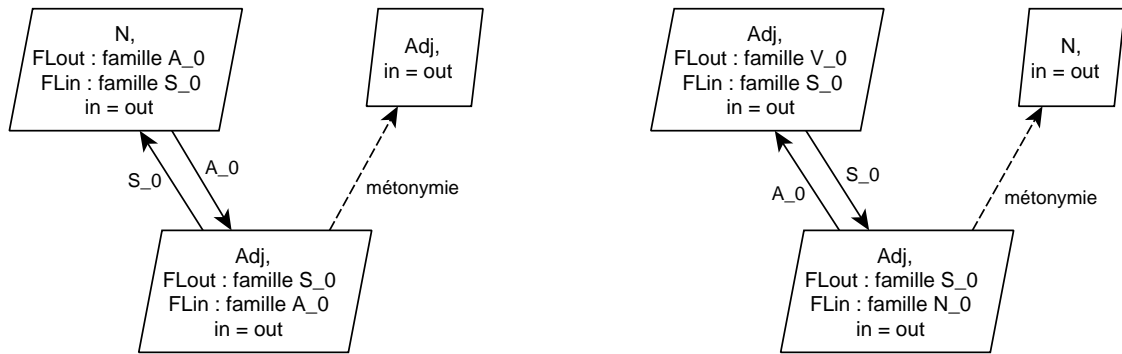 N,
FLout : famille A_0
FLin : famille S_0
in = out
Adj,
in = out
S_0
A_0
métonymie
Adj,
FLout : famille S_0
FLin : famille A_0
in = out
Adj,
FLout : famille V_0
FLin : famille S_0
in = out
N,
in = out
A_0
S_0
métonymie
Adj,
FLout : famille S_0
FLin : famille N_0
in = out